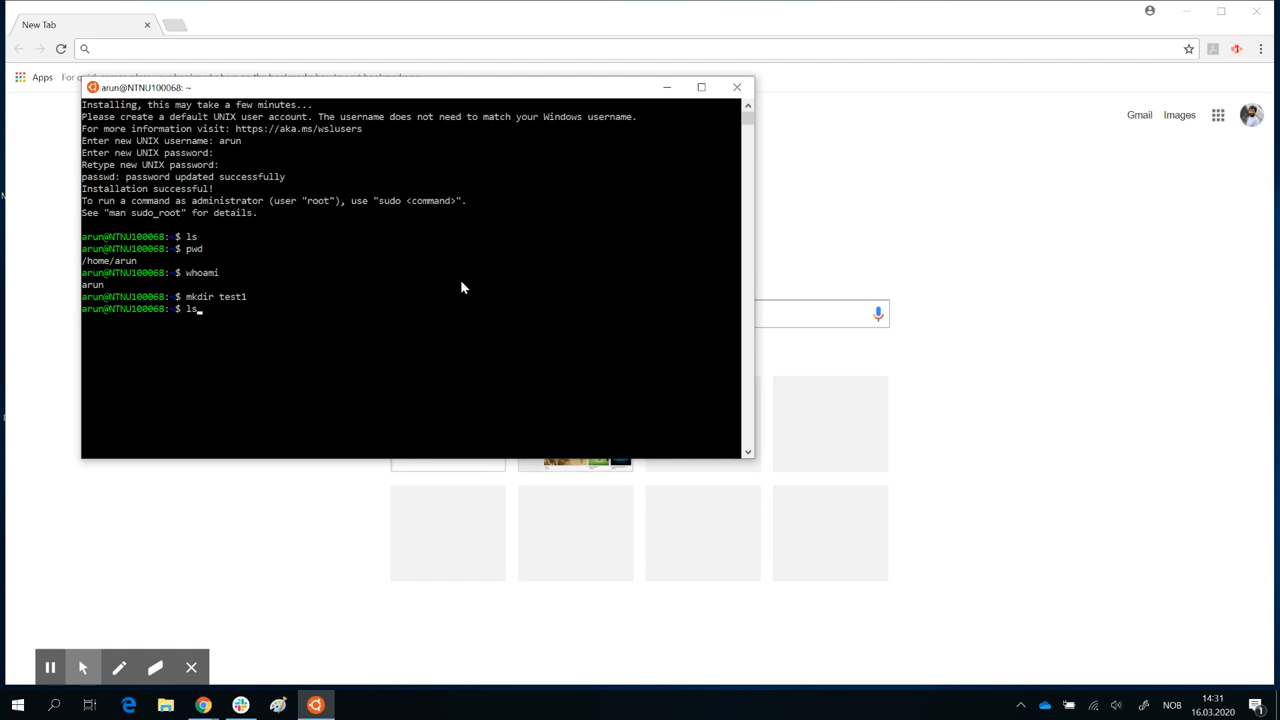 New Tab
Apps
arun@NTNU100068: ~
Installing, this may take a few minutes...
Please create a default UNIX user account. The username does not need to match your Windows username.
For more information visit: https://aka.ms/wslusers
Enter new UNIX username: arun
Enter new UNIX password:
Retype new UNIX password:
passwd: password updated successfully
Installation successful!
To run a command as administrator (user "root"), use "sudo <command>".
See "man sudo_root" for details.
arun@NTNU100068:~$ ls
arun@NTNU100068:~$ pwd
/home/arun
arun@NTNU100068:~$ whoami
arun
arun@NTNU100068:~$ mkdir test1
arun@NTNU100068:~$ ls
Gmail Images
NOB
14:31
16.03.2020
1